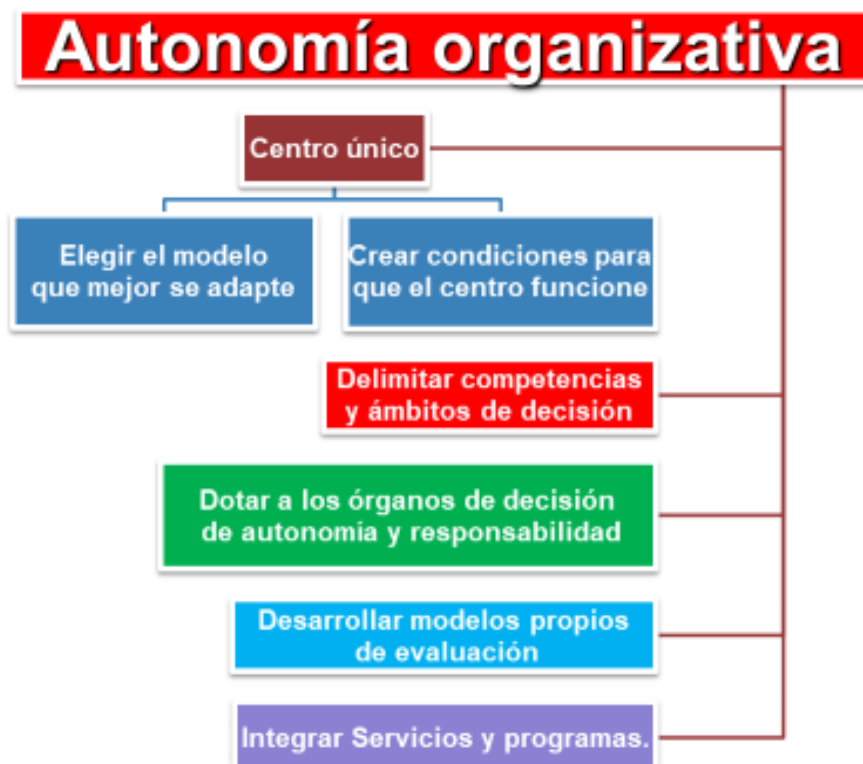 Autonomía organizativa
Centro único
Elegir el modelo
que mejor se adapte
Crear condiciones para
que el centro funcione
Delimitar competencias
y ámbitos de decisión
Dotar a los órganos de decisión
de autonomía y responsabilidad
Desarrollar modelos propios
de evaluación
Integrar Servicios y programas.